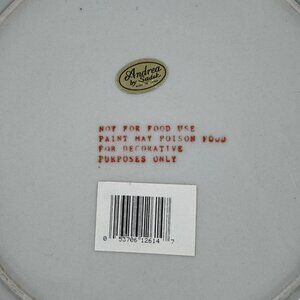 Andrea
by Sadek
NOT FOR FOOD USE
PAINT MAY POISON FOOD
FOR DECORATIVE
PURPOSES ONLY
0 53706 12614 7